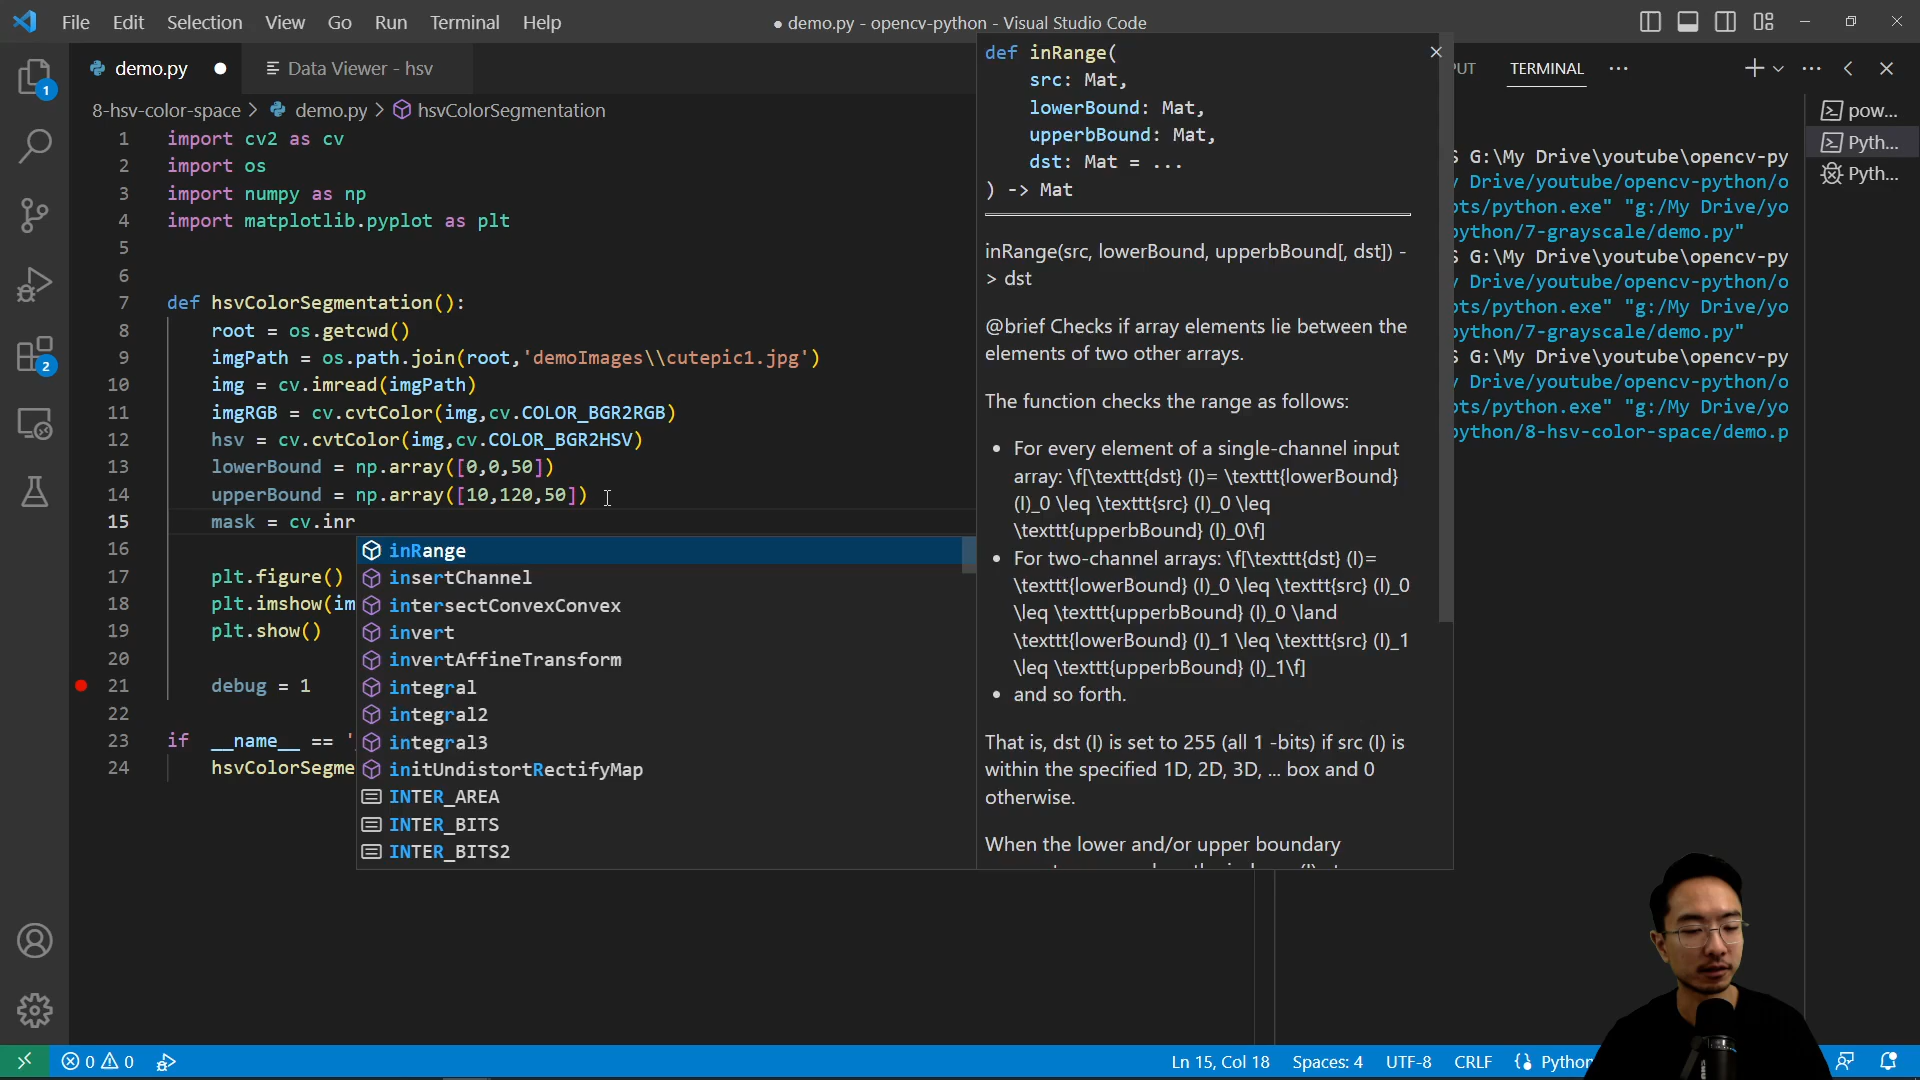 File Edit Selection View Go Run Terminal Help
● demo.py - opencv-python - Visual Studio Code
demo.py
Data Viewer - hsv
8-hsv-color-space > demo.py > hsvColorSegmentation
1 import cv2 as cv
2 import os
3 import numpy as np
4 import matplotlib.pyplot as plt
5
6
7 def hsvColorSegmentation():
8 root = os.getcwd()
9 imgPath = os.path.join(root,'demoImages\\cutepic1.jpg')
10 img = cv.imread(imgPath)
11 imgRGB = cv.cvtColor(img,cv.COLOR_BGR2RGB)
12 hsv = cv.cvtColor(img,cv.COLOR_BGR2HSV)
13 lowerBound = np.array([0,0,50])
14 upperBound = np.array([10,120,50])
15 mask = cv.inr
16
17 plt.figure()
18 plt.imshow(im
19 plt.show()
20
21 debug = 1
22
23 if __name__ == '
24 hsvColorSegme
inRange
insertChannel
intersectConvexConvex
invert
invertAffineTransform
integral
integral2
integral3
initUndistortRectifyMap
INTER_AREA
INTER_BITS
INTER_BITS2
def inRange(
src: Mat,
lowerBound: Mat,
upperbBound: Mat,
dst: Mat = ...
) -> Mat
inRange(src, lowerBound, upperbBound[, dst]) -
> dst
@brief Checks if array elements lie between the
elements of two other arrays.
The function checks the range as follows:
• For every element of a single-channel input
array: \f[\texttt{dst} (I)= \texttt{lowerBound}
(I)_0 \leq \texttt{src} (I)_0 \leq
\texttt{upperbBound} (I)_0\f]
• For two-channel arrays: \f[\texttt{dst} (I)=
\texttt{lowerBound} (I)_0 \leq \texttt{src} (I)_0
\leq \texttt{upperbBound} (I)_0 \land
\texttt{lowerBound} (I)_1 \leq \texttt{src} (I)_1
\leq \texttt{upperbBound} (I)_1\f]
• and so forth.
That is, dst (I) is set to 255 (all 1 -bits) if src (I) is
within the specified 1D, 2D, 3D, ... box and 0
otherwise.
When the lower and/or upper boundary
PUT TERMINAL
G:\My Drive\youtube\opencv-py
Drive/youtube/opencv-python/o
pts/python.exe" "g:/My Drive/yo
python/7-grayscale/demo.py"
G:\My Drive\youtube\opencv-py
Drive/youtube/opencv-python/o
pts/python.exe" "g:/My Drive/yo
python/7-grayscale/demo.py"
G:\My Drive\youtube\opencv-py
Drive/youtube/opencv-python/o
pts/python.exe" "g:/My Drive/yo
python/8-hsv-color-space/demo.p
pow...
Pyth...
Pyth...
1
2
0 0
Ln 15, Col 18 Spaces: 4 UTF-8 CRLF Python